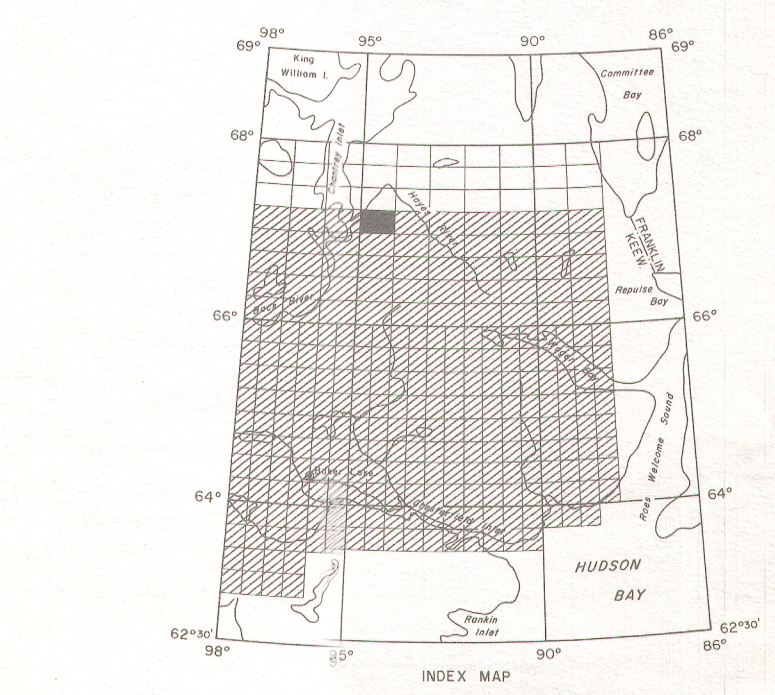 98°
95°
90°
86°
69°
69°
King
William I.
Committee
Bay
68°
68°
Chantrey Inlet
Hayes
River
FRANKLIN
KEEW.
Repulse
Bay
Back River
66°
66°
Wager Bay
Roes Welcome Sound
Baker Lake
64°
64°
Chesterfield Inlet
HUDSON
BAY
Rankin
Inlet
62°30'
62°30'
98°
95°
90°
86°
INDEX MAP